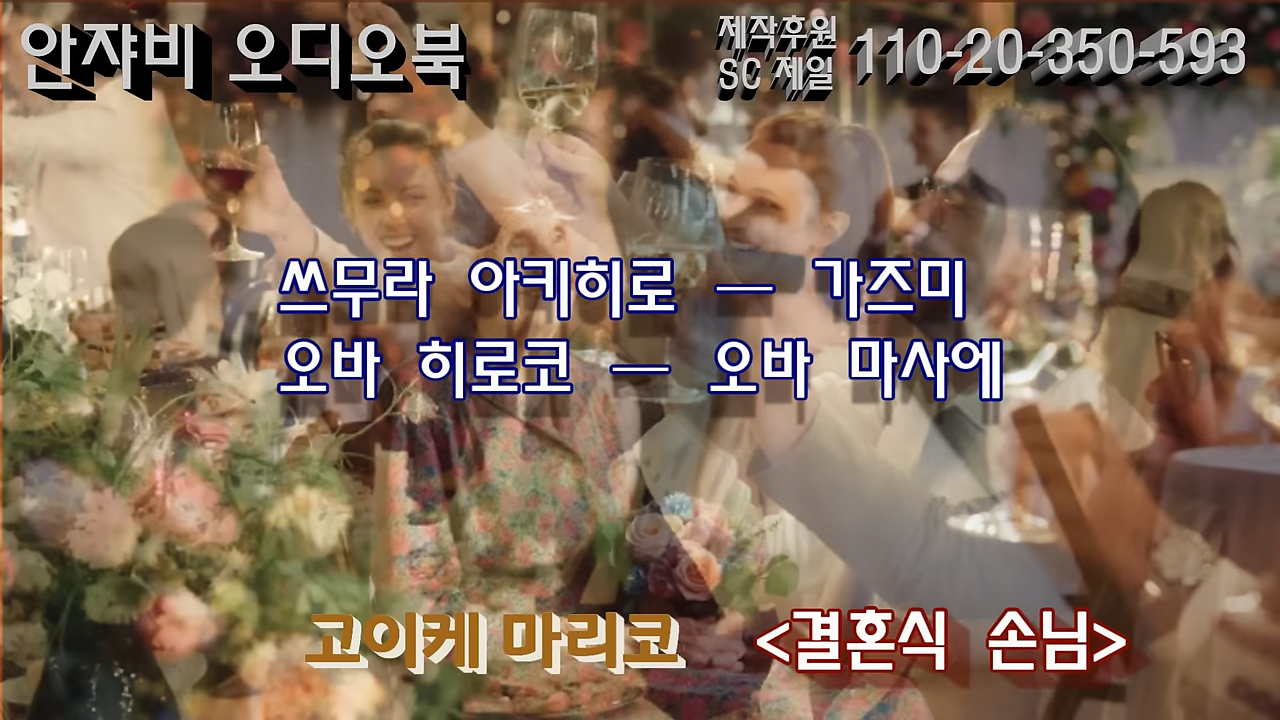 안쟈비 오디오북
제작후원
SC 제일
110-20-350-593
쓰무라 아키히로 — 가즈미
오바 히로코 — 오바 마사에
고이케 마리코 <결혼식 손님>